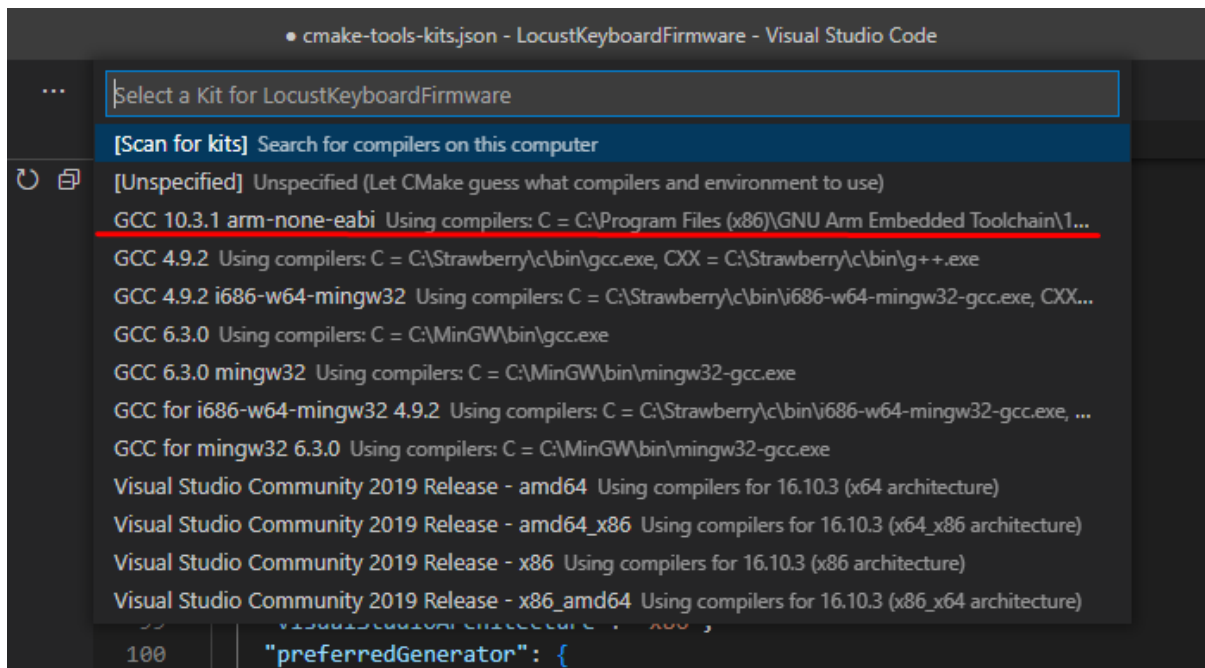 ● cmake-tools-kits.json - LocustKeyboardFirmware - Visual Studio Code
...
Select a Kit for LocustKeyboardFirmware
[Scan for kits] Search for compilers on this computer
[Unspecified] Unspecified (Let CMake guess what compilers and environment to use)
GCC 10.3.1 arm-none-eabi Using compilers: C = C:\Program Files (x86)\GNU Arm Embedded Toolchain\1...
GCC 4.9.2 Using compilers: C = C:\Strawberry\c\bin\gcc.exe, CXX = C:\Strawberry\c\bin\g++.exe
GCC 4.9.2 i686-w64-mingw32 Using compilers: C = C:\Strawberry\c\bin\i686-w64-mingw32-gcc.exe, CXX...
GCC 6.3.0 Using compilers: C = C:\MinGW\bin\gcc.exe
GCC 6.3.0 mingw32 Using compilers: C = C:\MinGW\bin\mingw32-gcc.exe
GCC for i686-w64-mingw32 4.9.2 Using compilers: C = C:\Strawberry\c\bin\i686-w64-mingw32-gcc.exe, ...
GCC for mingw32 6.3.0 Using compilers: C = C:\MinGW\bin\mingw32-gcc.exe
Visual Studio Community 2019 Release - amd64 Using compilers for 16.10.3 (x64 architecture)
Visual Studio Community 2019 Release - amd64_x86 Using compilers for 16.10.3 (x64_x86 architecture)
Visual Studio Community 2019 Release - x86 Using compilers for 16.10.3 (x86 architecture)
Visual Studio Community 2019 Release - x86_amd64 Using compilers for 16.10.3 (x86_x64 architecture)
99 "visualStudioArchitecture": "x86",
100 "preferredGenerator": {